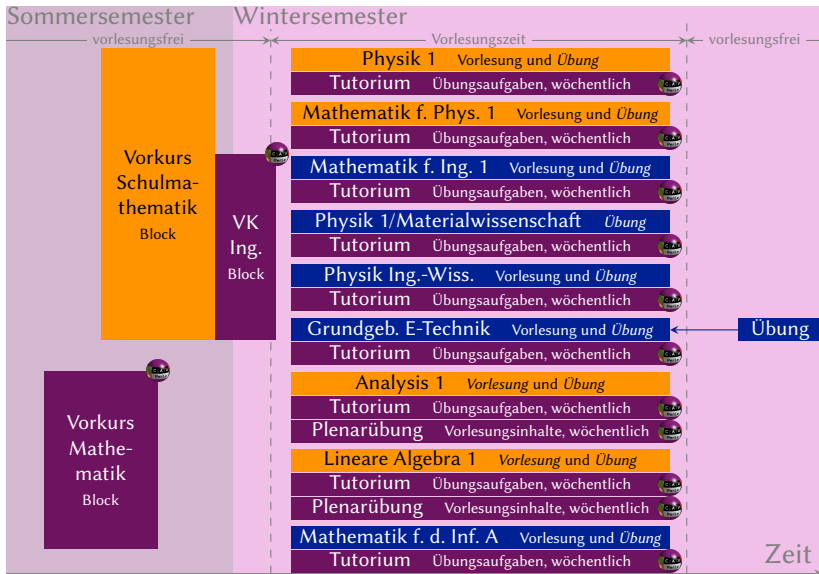 Sommersemester
Wintersemester
vorlesungsfrei
Vorlesungszeit
vorlesungsfrei
Physik 1 Vorlesung und Übung
Tutorium Übungsaufgaben, wöchentlich
Mathematik f. Phys. 1 Vorlesung und Übung
Tutorium Übungsaufgaben, wöchentlich
Vorkurs
Schulma-
thematik
Block
VK
Ing.
Block
Mathematik f. Ing. 1 Vorlesung und Übung
Tutorium Übungsaufgaben, wöchentlich
Physik 1/Materialwissenschaft Übung
Tutorium Übungsaufgaben, wöchentlich
Physik Ing.-Wiss. Vorlesung und Übung
Tutorium Übungsaufgaben, wöchentlich
Grundgeb. E-Technik Vorlesung und Übung
Übung
Tutorium Übungsaufgaben, wöchentlich
Vorkurs
Mathe-
matik
Block
Analysis 1 Vorlesung und Übung
Tutorium Übungsaufgaben, wöchentlich
Plenarübung Vorlesungsinhalte, wöchentlich
Lineare Algebra 1 Vorlesung und Übung
Tutorium Übungsaufgaben, wöchentlich
Plenarübung Vorlesungsinhalte, wöchentlich
Mathematik f. d. Inf. A Vorlesung und Übung
Tutorium Übungsaufgaben, wöchentlich
Zeit